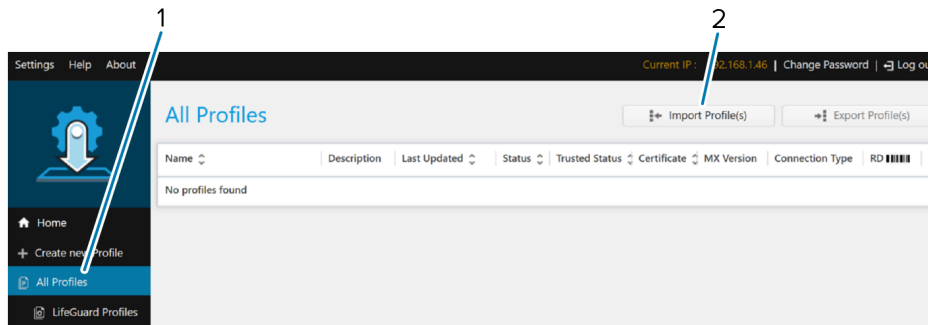 1 2
Settings Help About Current IP : 92.168.1.46 | Change Password | Log ou
All Profiles Import Profile(s) Export Profile(s)
Name Description Last Updated Status Trusted Status Certificate MX Version Connection Type RD
No profiles found
Home
Create new Profile
All Profiles
LifeGuard Profiles